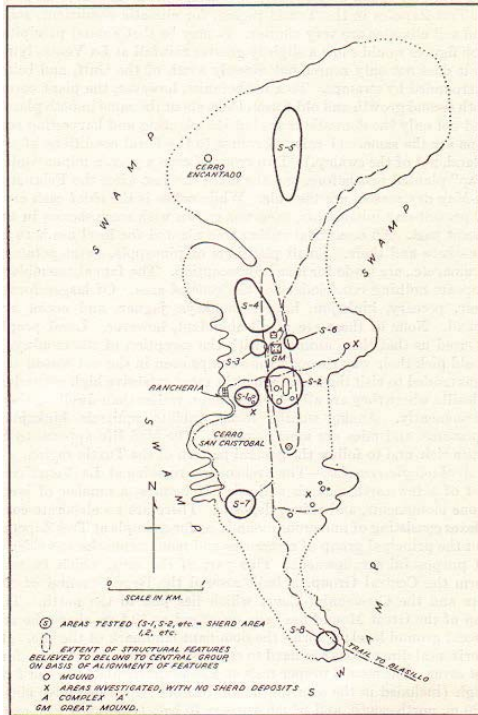 SWAMP
CERRO
ENCANTADO
S-5
SWAMP
S-4
S-6
A
X
S-3
GM
S-2
RANCHERIA
S-1
X
CERRO
SAN CRISTOBAL
SWAMP
S-7
X
N
0 1
SCALE IN KM.
S-8
SWAMP
TRAIL TO BLASILLO
S AREAS TESTED (S-1, S-2, etc. = SHERD AREA
1,2, etc.
EXTENT OF STRUCTURAL FEATURES
BELIEVED TO BELONG TO CENTRAL GROUP
ON BASIS OF ALIGNMENT OF FEATURES
O MOUND
X AREAS INVESTIGATED, WITH NO SHERD DEPOSITS
A COMPLEX 'A'
GM GREAT MOUND.